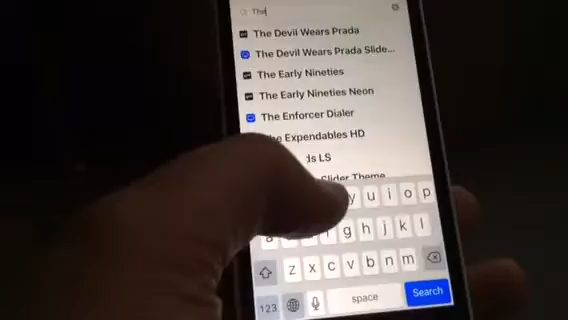 The
The Devil Wears Prada
The Devil Wears Prada Slide...
The Early Nineties
The Early Nineties Neon
The Enforcer Dialer
The Expendables HD
ds LS
Slider Theme
y u i o p
g h j k l
z x c v b n m
123 space Search